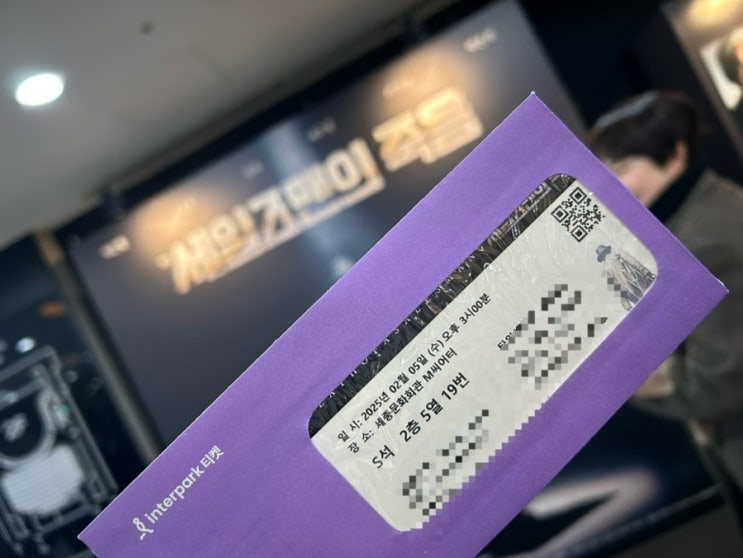 세일즈맨의 죽음
일 시: 2025년 02월 05일 (수) 오후 3시00분
장 소: 세종문화회관 M씨어터
S석 2층 5열 19번
interpark 티켓